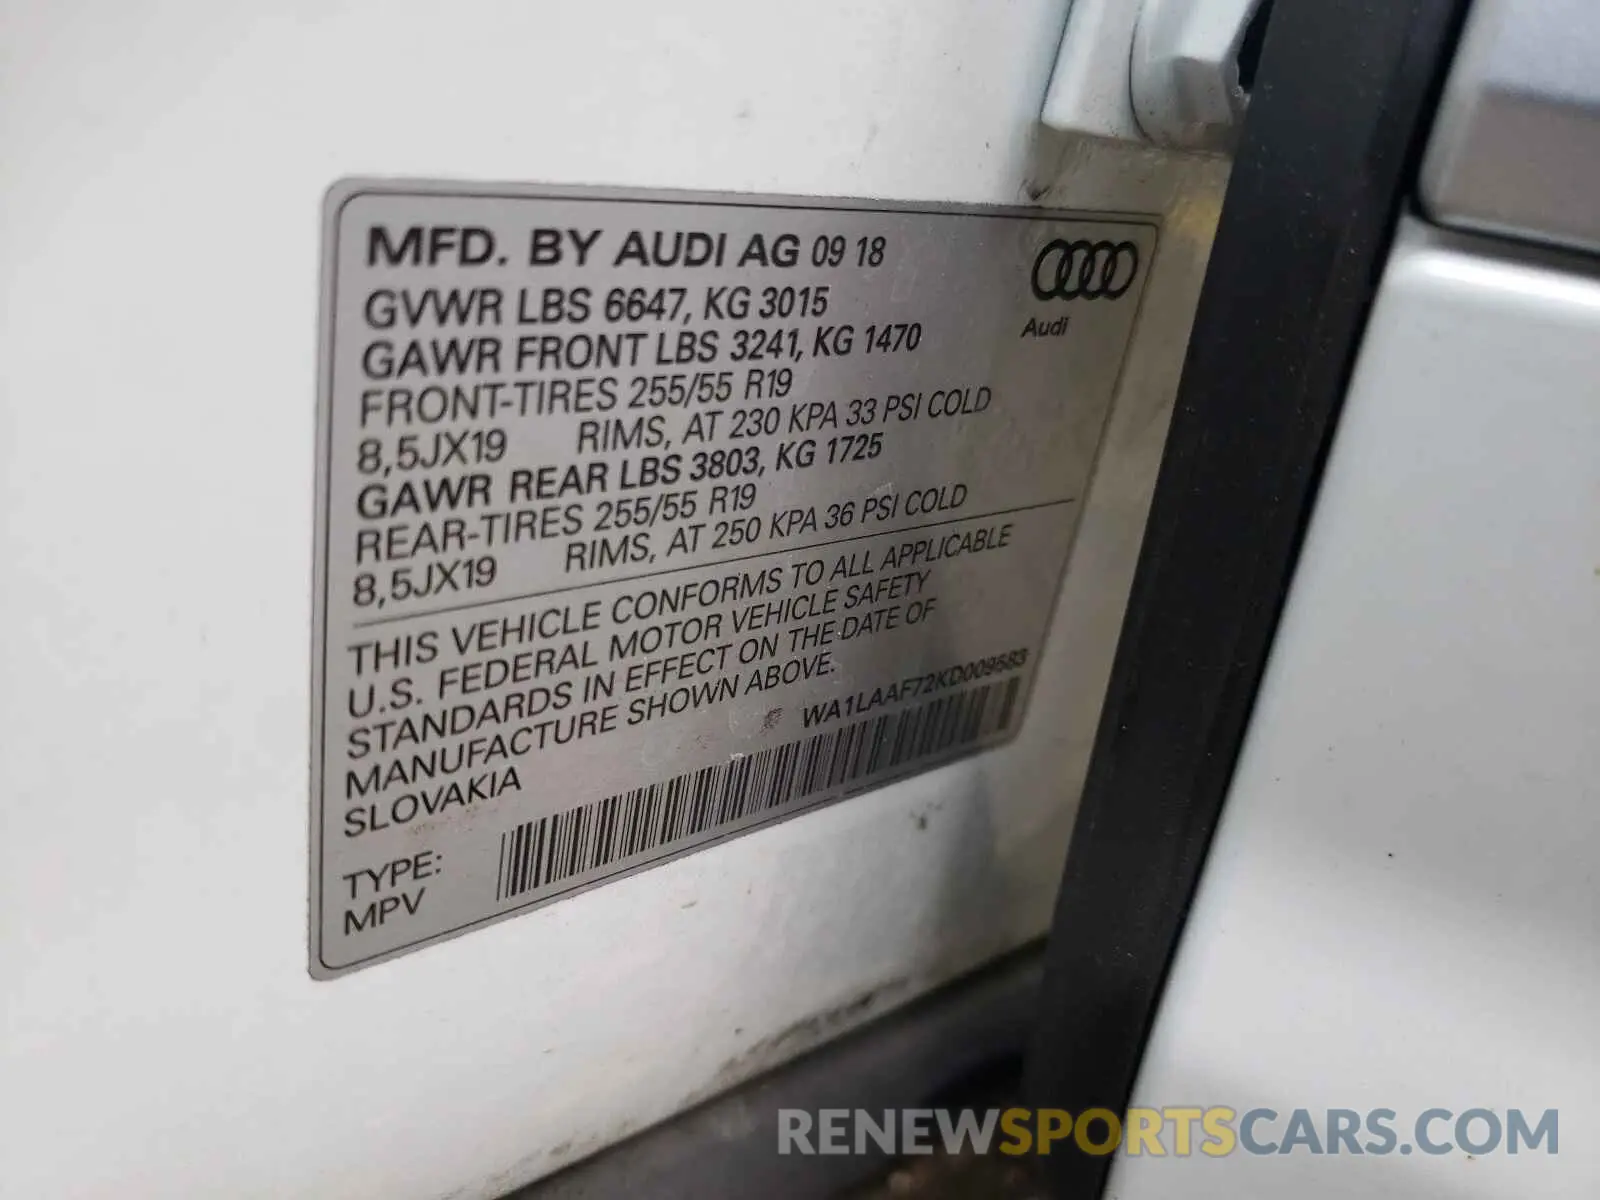 MFD. BY AUDI AG 09 18
GVWR LBS 6647, KG 3015
GAWR FRONT LBS 3241, KG 1470
FRONT-TIRES 255/55 R19
8,5JX19 RIMS, AT 230 KPA 33 PSI COLD
GAWR REAR LBS 3803, KG 1725
REAR-TIRES 255/55 R19
8,5JX19 RIMS, AT 250 KPA 36 PSI COLD
Audi
THIS VEHICLE CONFORMS TO ALL APPLICABLE
U.S. FEDERAL MOTOR VEHICLE SAFETY
STANDARDS IN EFFECT ON THE DATE OF
MANUFACTURE SHOWN ABOVE.
SLOVAKIA
WA1LAAF72KD009583
TYPE:
MPV
RENEWSPORTSCARS.COM